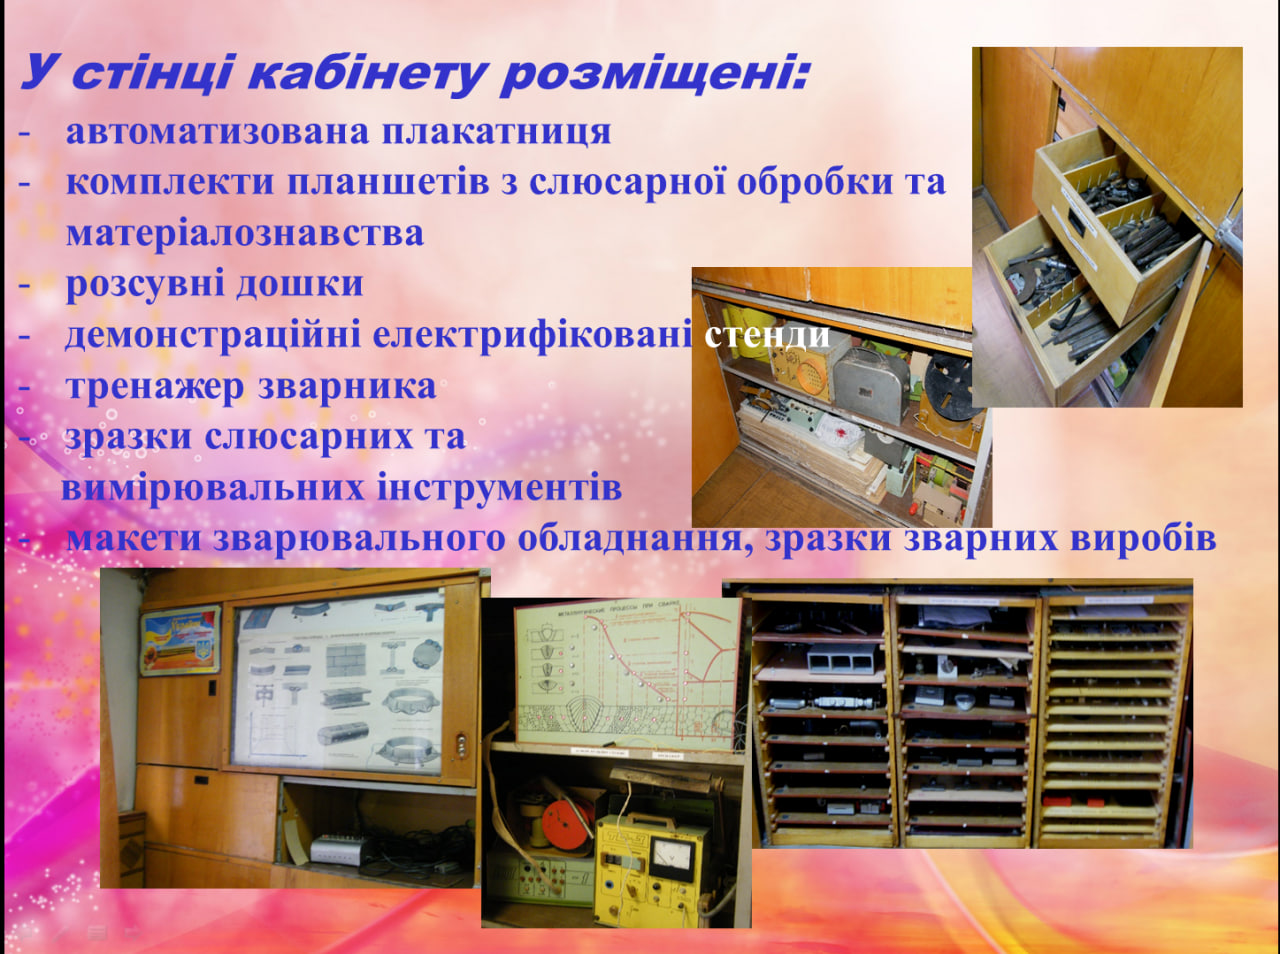 У стінці кабінету розміщені:
- автоматизована плакатниця
- комплекти планшетів з слюсарної обробки та
матеріалознавства
- розсувні дошки
- демонстраційні електрифіковані стенди
- тренажер зварника
- зразки слюсарних та
вимірювальних інструментів
- макети зварювального обладнання, зразки зварних виробів
МЕТАЛЛУРГИЧЕСКИЕ ПРОЦЕССЫ ПРИ СВАРКЕ